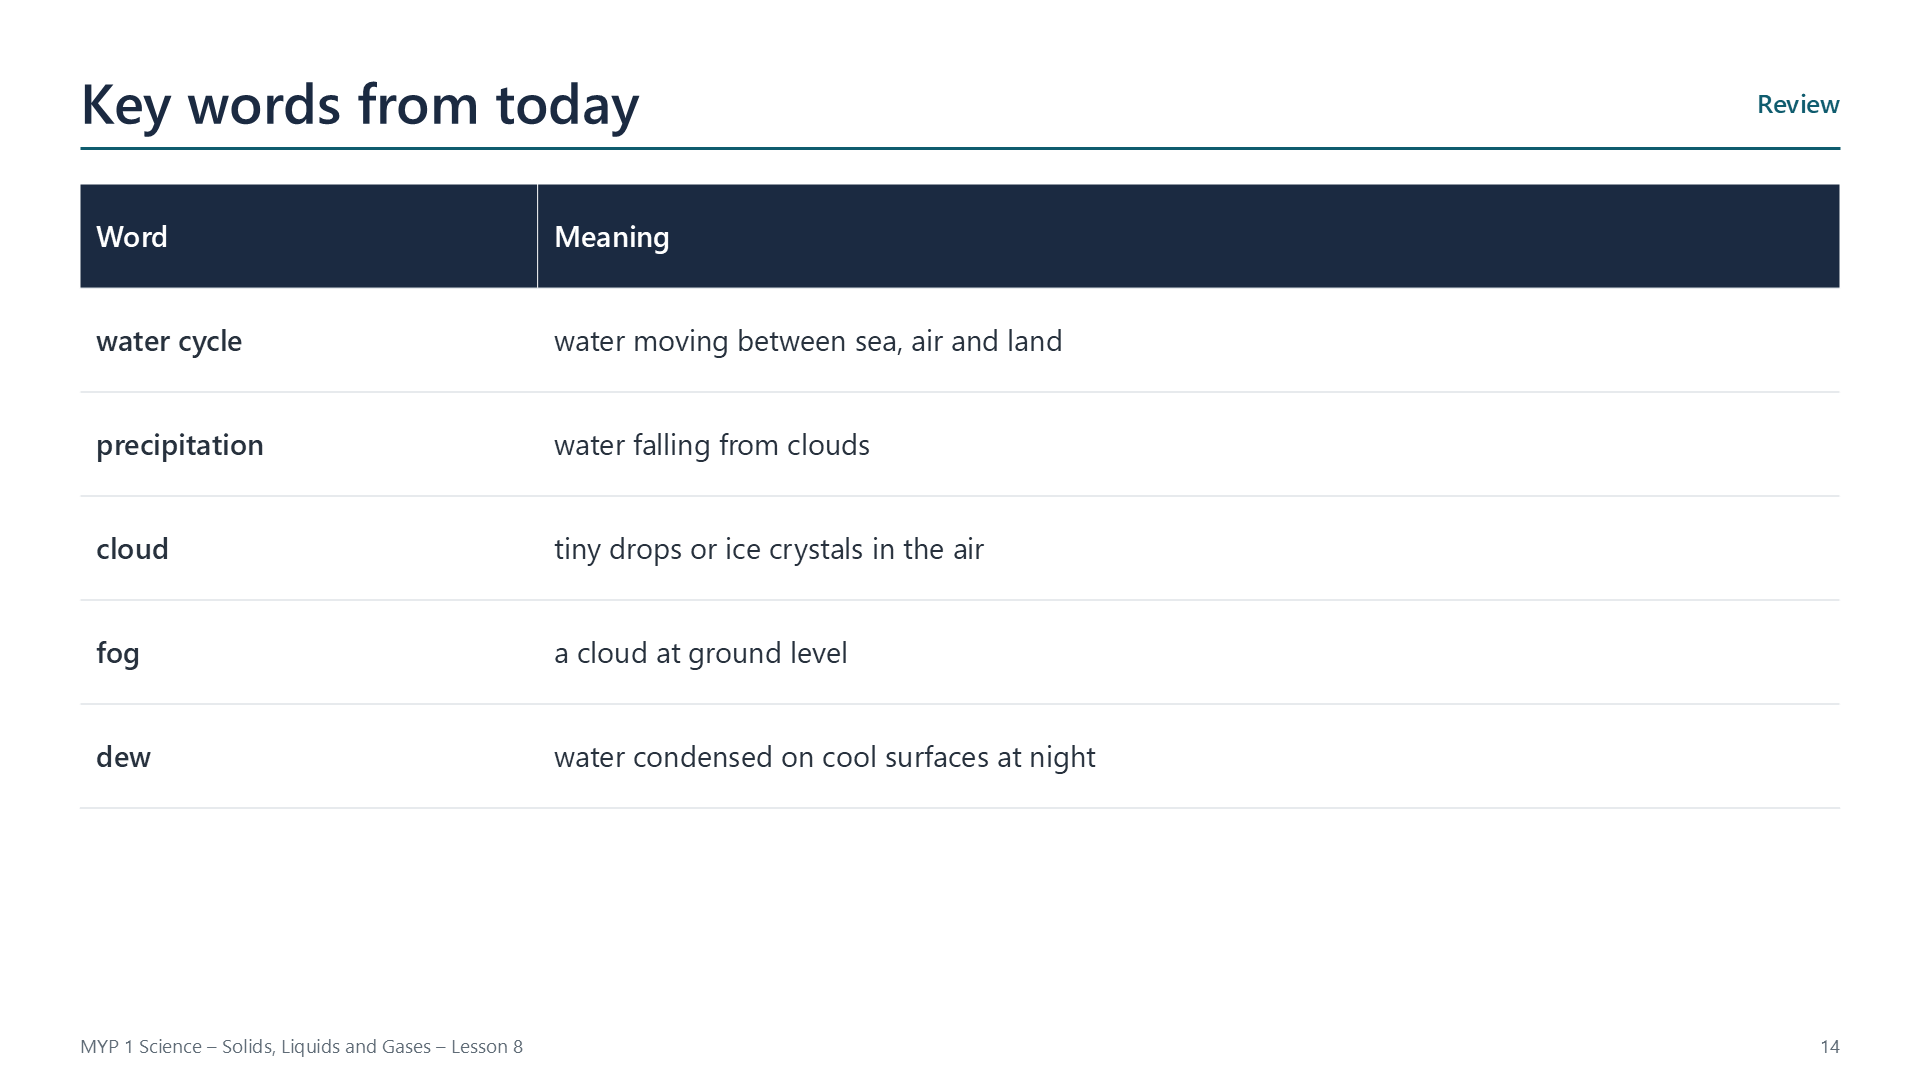 Key words from today
Review
Word Meaning
water cycle water moving between sea, air and land
precipitation water falling from clouds
cloud tiny drops or ice crystals in the air
fog a cloud at ground level
dew water condensed on cool surfaces at night
MYP 1 Science – Solids, Liquids and Gases – Lesson 8
14